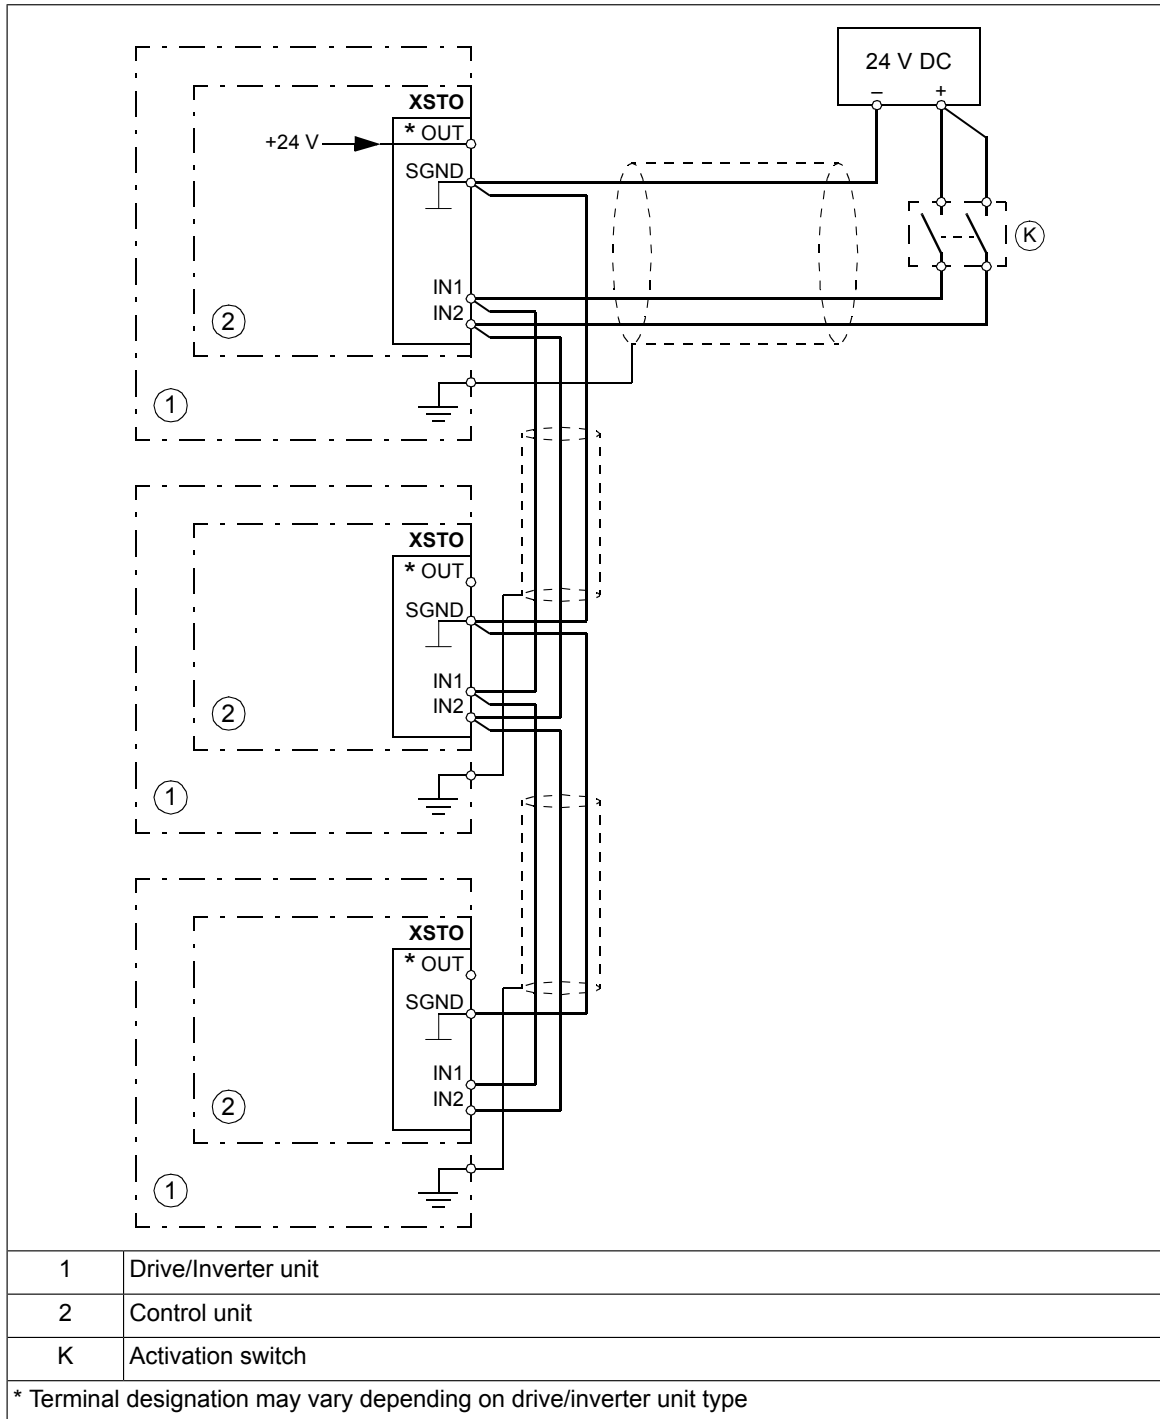 24 V DC
– +
XSTO
* OUT
+24 V
SGND
K
IN1
IN2
2
1
XSTO
* OUT
SGND
IN1
IN2
2
1
XSTO
* OUT
SGND
IN1
IN2
2
1
1 Drive/Inverter unit
2 Control unit
K Activation switch
* Terminal designation may vary depending on drive/inverter unit type